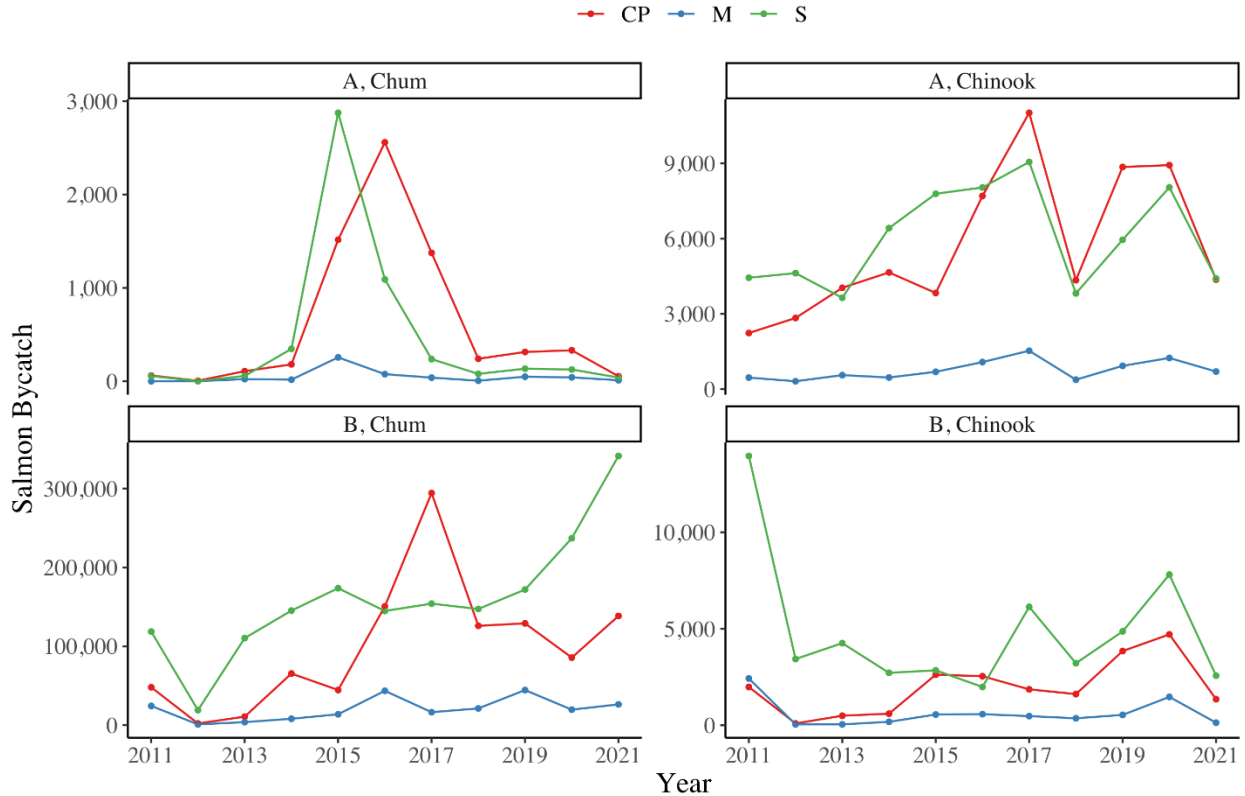 CP M S
A, Chum
A, Chinook
3,000
2,000
1,000
0
9,000
6,000
3,000
0
B, Chum
B, Chinook
300,000
200,000
100,000
0
10,000
5,000
0
2011 2013 2015 2017 2019 2021
2011 2013 2015 2017 2019 2021
Salmon Bycatch
Year